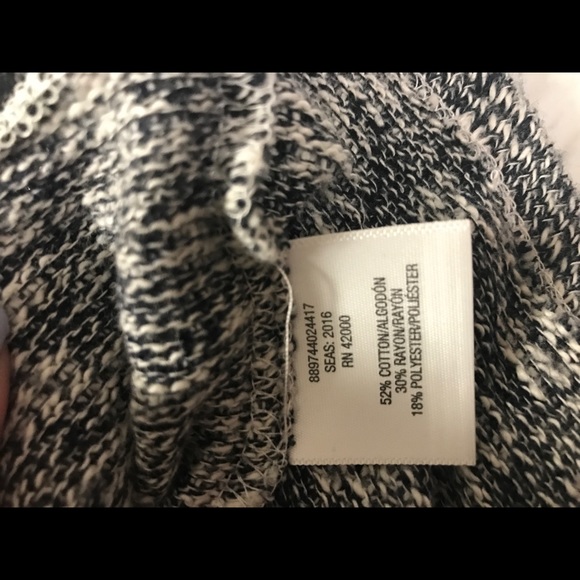 889744024417
SEAS: 2016
RN 42000
52% COTTON/ALGODÓN
30% RAYON/RAYÓN
18% POLYESTER/POLIÉSTER